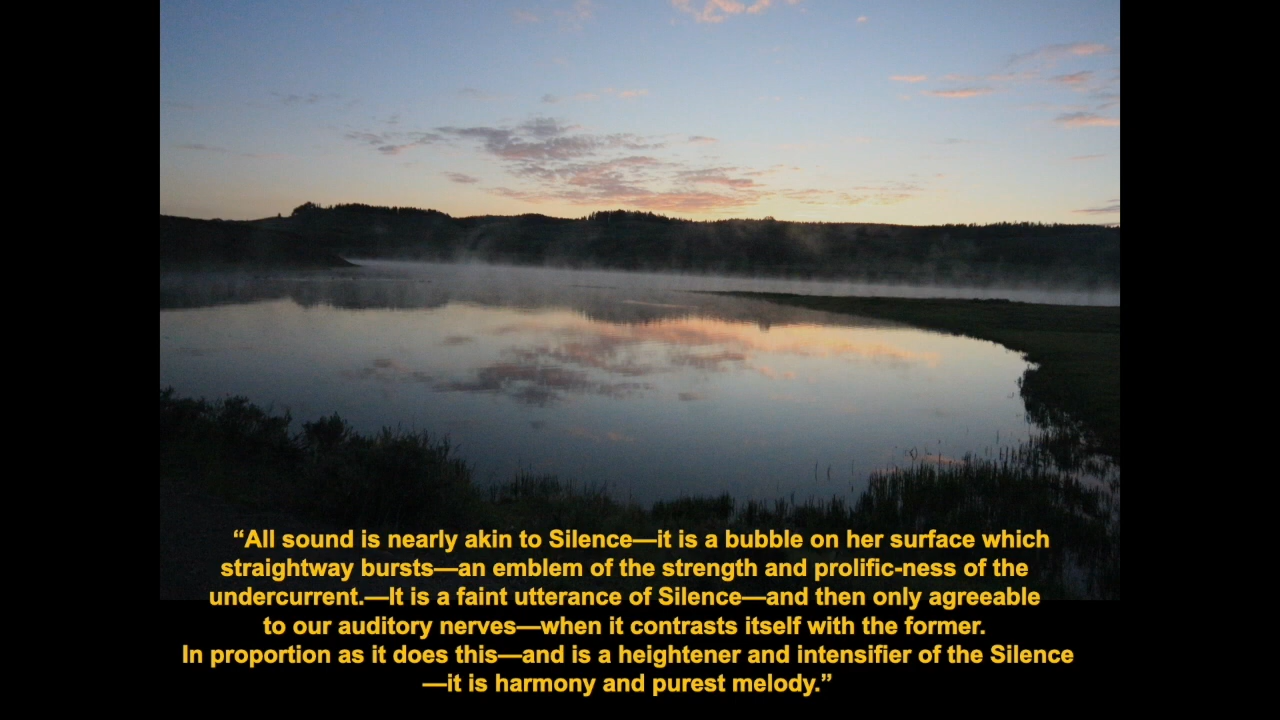 “All sound is nearly akin to Silence—it is a bubble on her surface which
straightway bursts—an emblem of the strength and prolific-ness of the
undercurrent.—It is a faint utterance of Silence—and then only agreeable
to our auditory nerves—when it contrasts itself with the former.
In proportion as it does this—and is a heightener and intensifier of the Silence
—it is harmony and purest melody.”